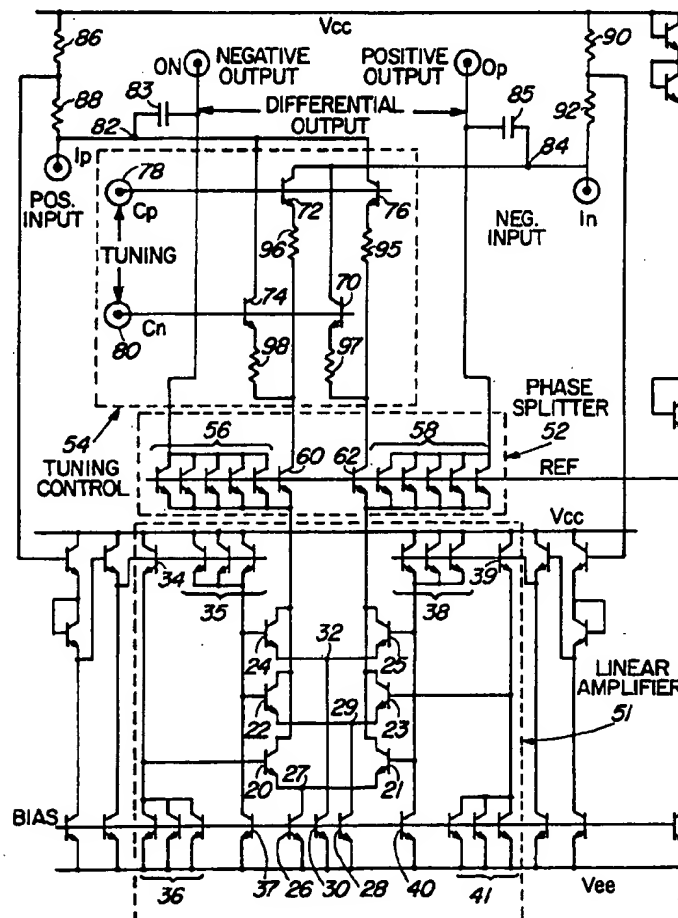 Vcc
86
ON
NEGATIVE
OUTPUT
POSITIVE
OUTPUT
Op
90
83
85
88
DIFFERENTIAL
OUTPUT
92
82
84
Ip
POS.
INPUT
78
Cp
72
76
NEG.
INPUT
In
96
95
TUNING
74
70
80
Cn
98
97
PHASE
SPLITTER
54
TUNING
CONTROL
56
58
52
60
62
REF
Vcc
34
35
38
39
32
24
25
LINEAR
AMPLIFIER
29
22
23
51
27
20
21
BIAS
36
37
26
30
28
40
41
Vee